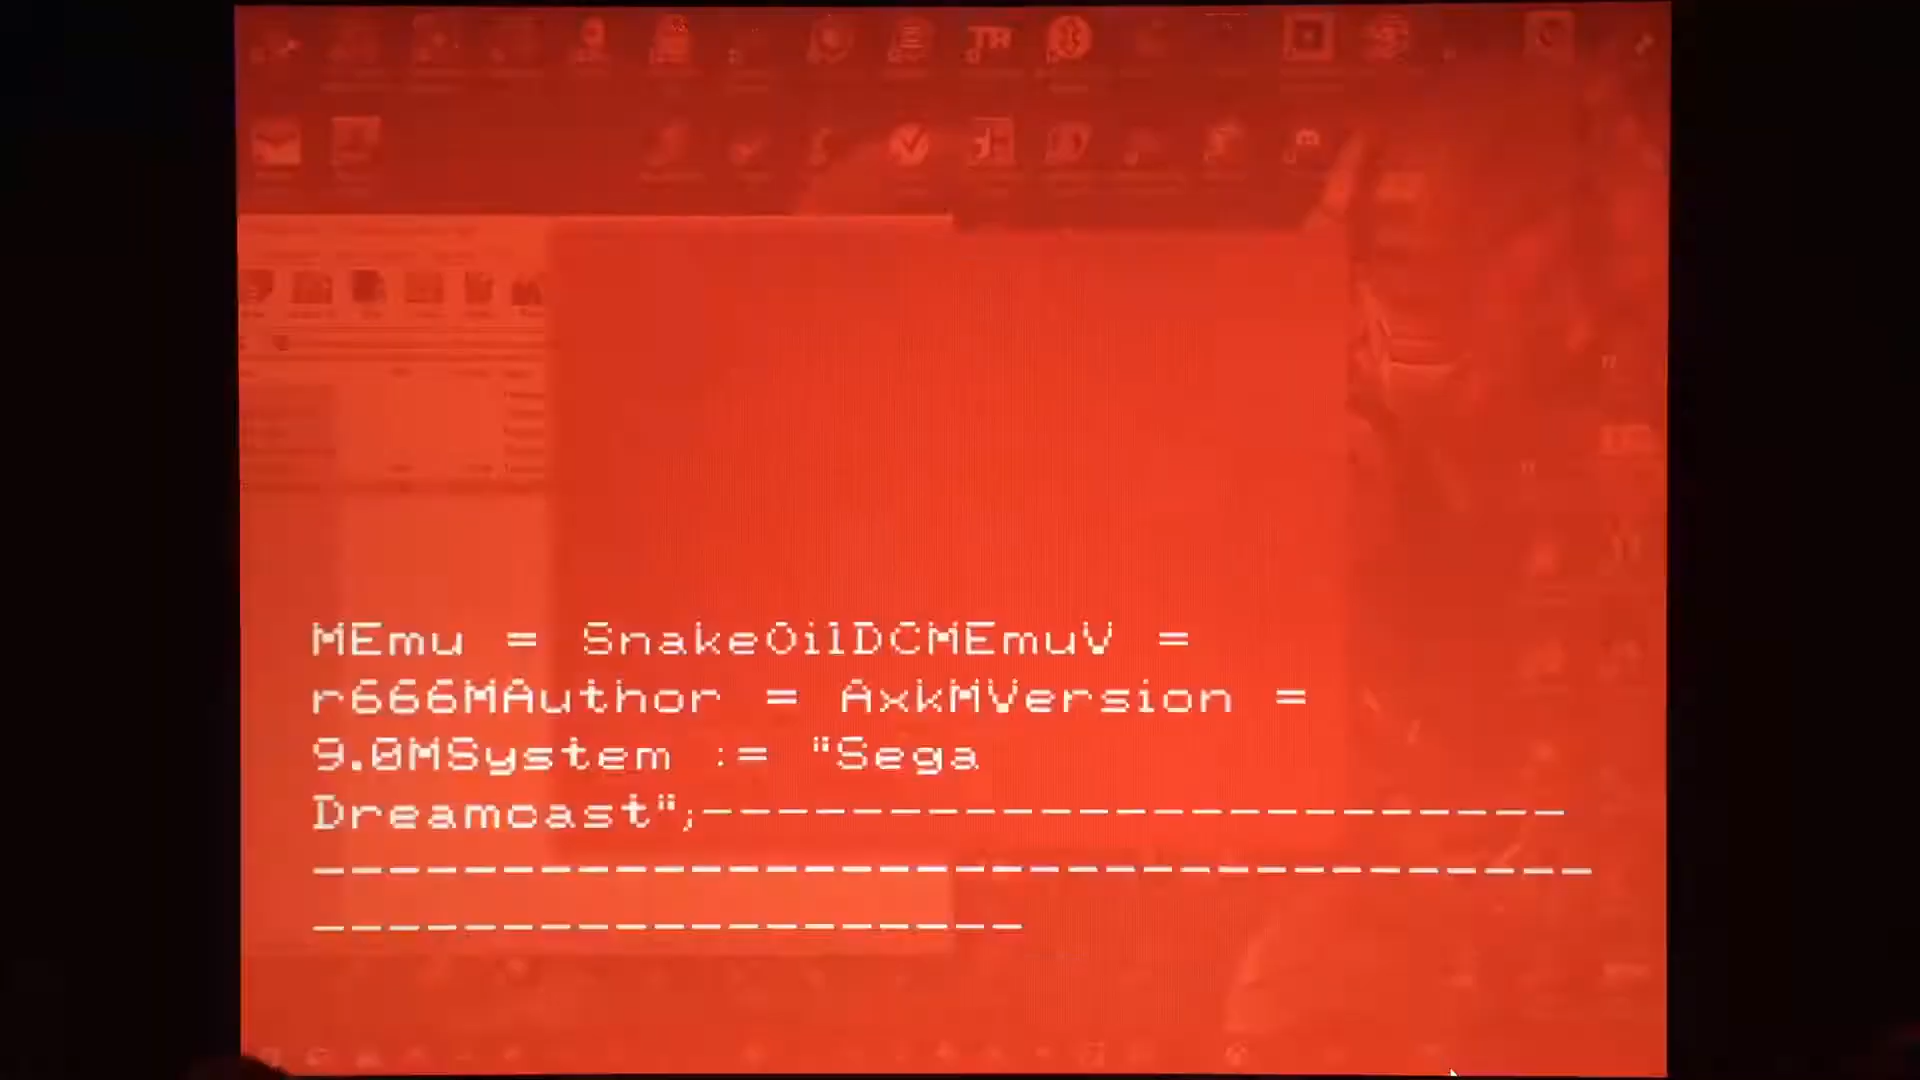 MEmu = SnakeOilDCMEmuV =
r666MAuthor = AxkMVersion =
9.0MSystem := "Sega
Dreamcast";------------------------
----------------------------------
-------------------